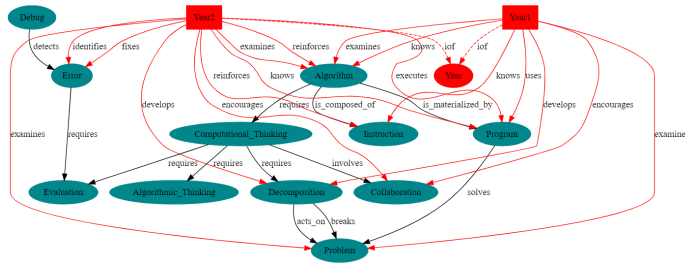 Debug
Year2
Year1
detects
identifies
fixes
examines
reinforces
examines
knows
iof
iof
Error
Algorithm
Year
reinforces
knows
executes
knows
uses
develops
encourages
requires
is_composed_of
is_materialized_by
develops
encourages
examines
requires
Computational_Thinking
Instruction
Program
examine
requires
requires
requires
involves
Evaluation
Algorithmic_Thinking
Decomposition
Collaboration
solves
acts_on
breaks
Problem